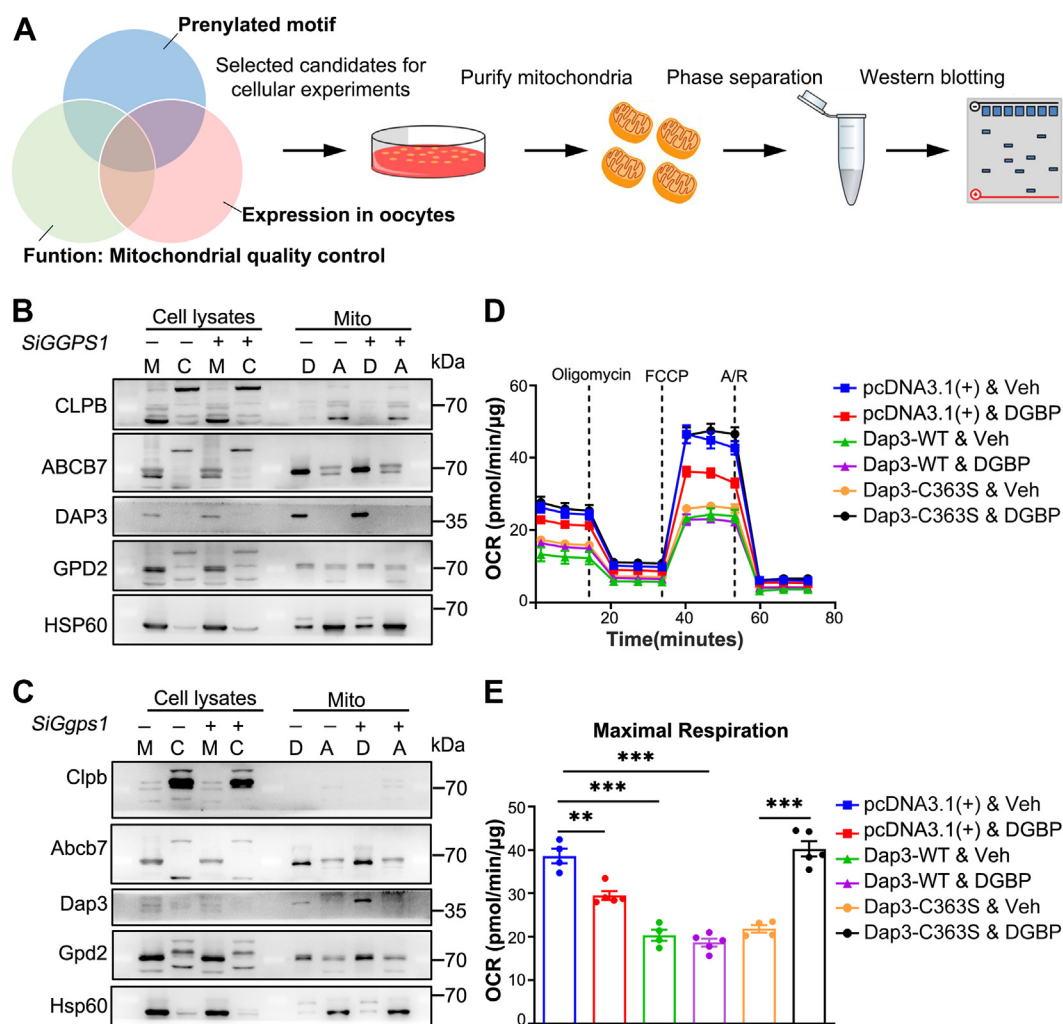 A
Prenylated motif
Selected candidates for
cellular experiments
Expression in oocytes
Funtion: Mitochondrial quality control
Purify mitochondria
Phase separation
Western blotting
B
Cell lysates Mito
SiGGPS1 – – + + – – + +
M C M C D A D A kDa
CLPB –70
ABCB7 –70
DAP3 –35
GPD2 –70
–70
HSP60
C
Cell lysates Mito
SiGgps1 – – + + – – + +
M C M C D A D A kDa
Clpb –70
Abcb7 –70
Dap3 –35
Gpd2 –70
–70
Hsp60
D
OCR (pmol/min/μg)
60
40
20
0
Oligomycin FCCP A/R
20 40 60 80
Time(minutes)
pcDNA3.1(+) & Veh
pcDNA3.1(+) & DGBP
Dap3-WT & Veh
Dap3-WT & DGBP
Dap3-C363S & Veh
Dap3-C363S & DGBP
E
Maximal Respiration
OCR (pmol/min/μg)
50
40
30
20
10
0
***
***
**
***
pcDNA3.1(+) & Veh
pcDNA3.1(+) & DGBP
Dap3-WT & Veh
Dap3-WT & DGBP
Dap3-C363S & Veh
Dap3-C363S & DGBP